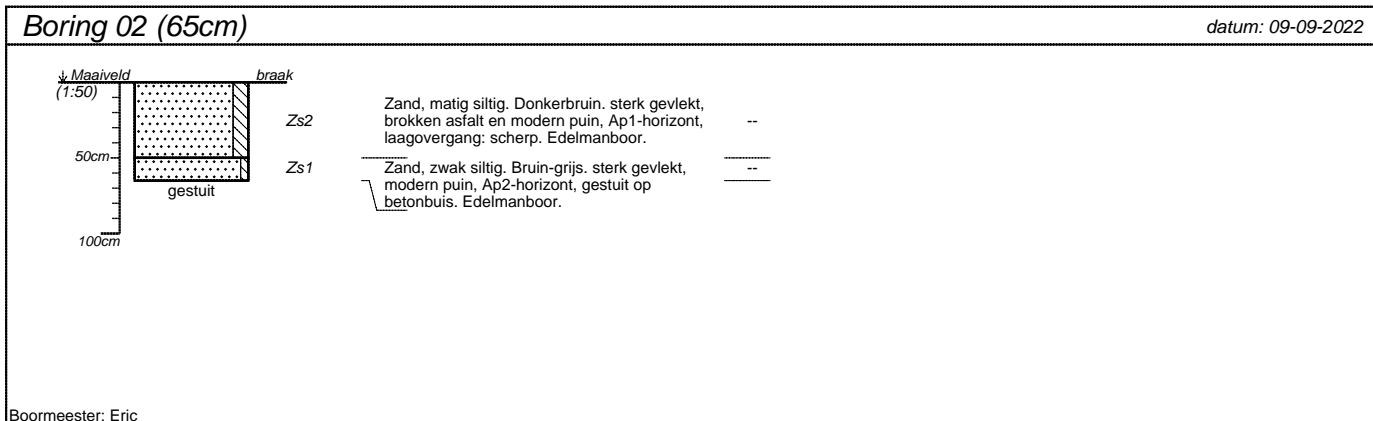 Boring 02 (65cm)
datum: 09-09-2022
Maaiveld
braak
(1:50)
Zs2
Zand, matig siltig. Donkerbruin. sterk gevlekt,
brokken asfalt en modern puin, Ap1-horizont,
laagovergang: scherp. Edelmanboor.
--
50cm
Zs1
Zand, zwak siltig. Bruin-grijs. sterk gevlekt,
modern puin, Ap2-horizont, gestuit op
betonbuis. Edelmanboor.
--
gestuit
100cm
Boormeester: Eric